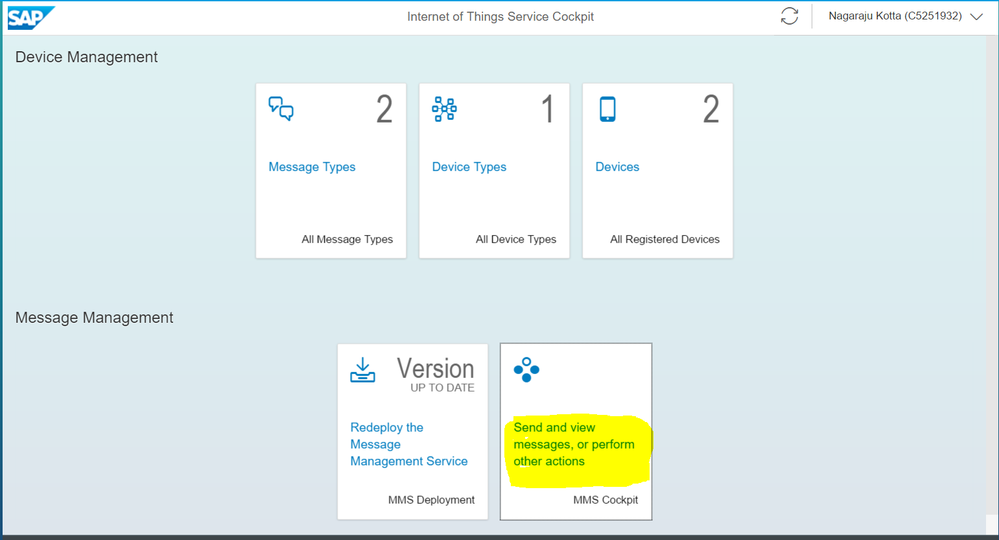 SAP
Internet of Things Service Cockpit
Nagaraju Kotta (C5251932)
Device Management
2
Message Types
All Message Types
1
Device Types
All Device Types
2
Devices
All Registered Devices
Message Management
Version
UP TO DATE
Redeploy the
Message
Management Service
MMS Deployment
Send and view
messages, or perform
other actions
MMS Cockpit